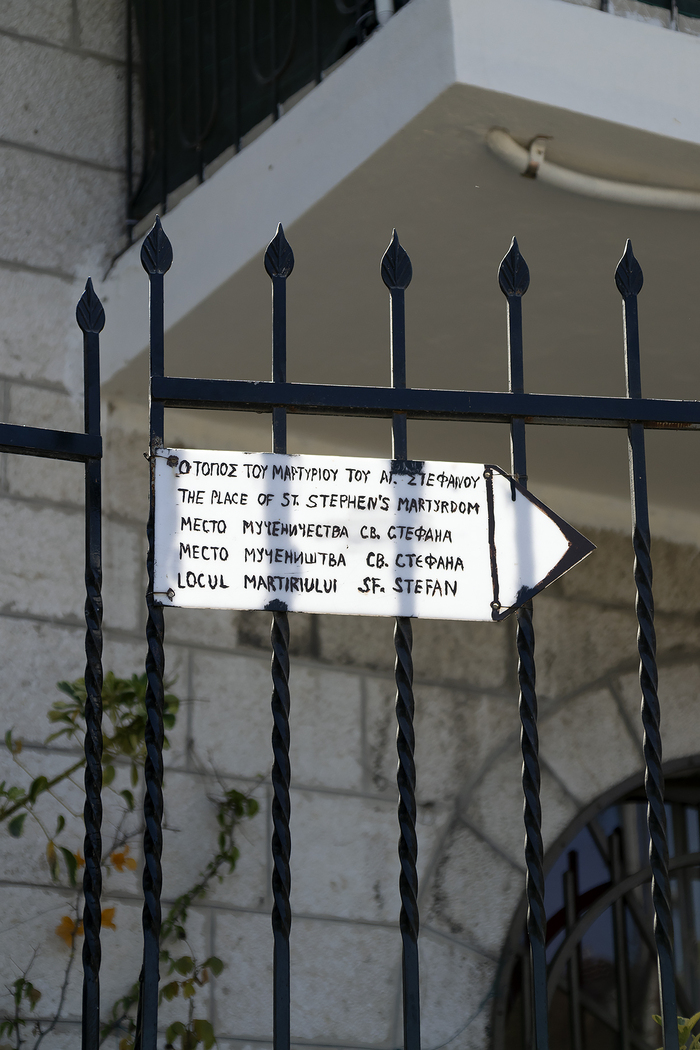 Ο ΤΟΠΟΣ ΤΟΥ ΜΑΡΤΥΡΙΟΥ ΤΟΥ ΑΓ. ΣΤΕΦΑΝΟΥ
THE PLACE OF ST. STEPHEN'S MARTYRDOM
МЕСТО МУЧЕНИЧЕСТВА СВ. СТЕФАНА
МЕСТО МУЧЕНИШТВА СВ. СТЕФАНА
LOCUL MARTIRIULUI SF. STEFAN